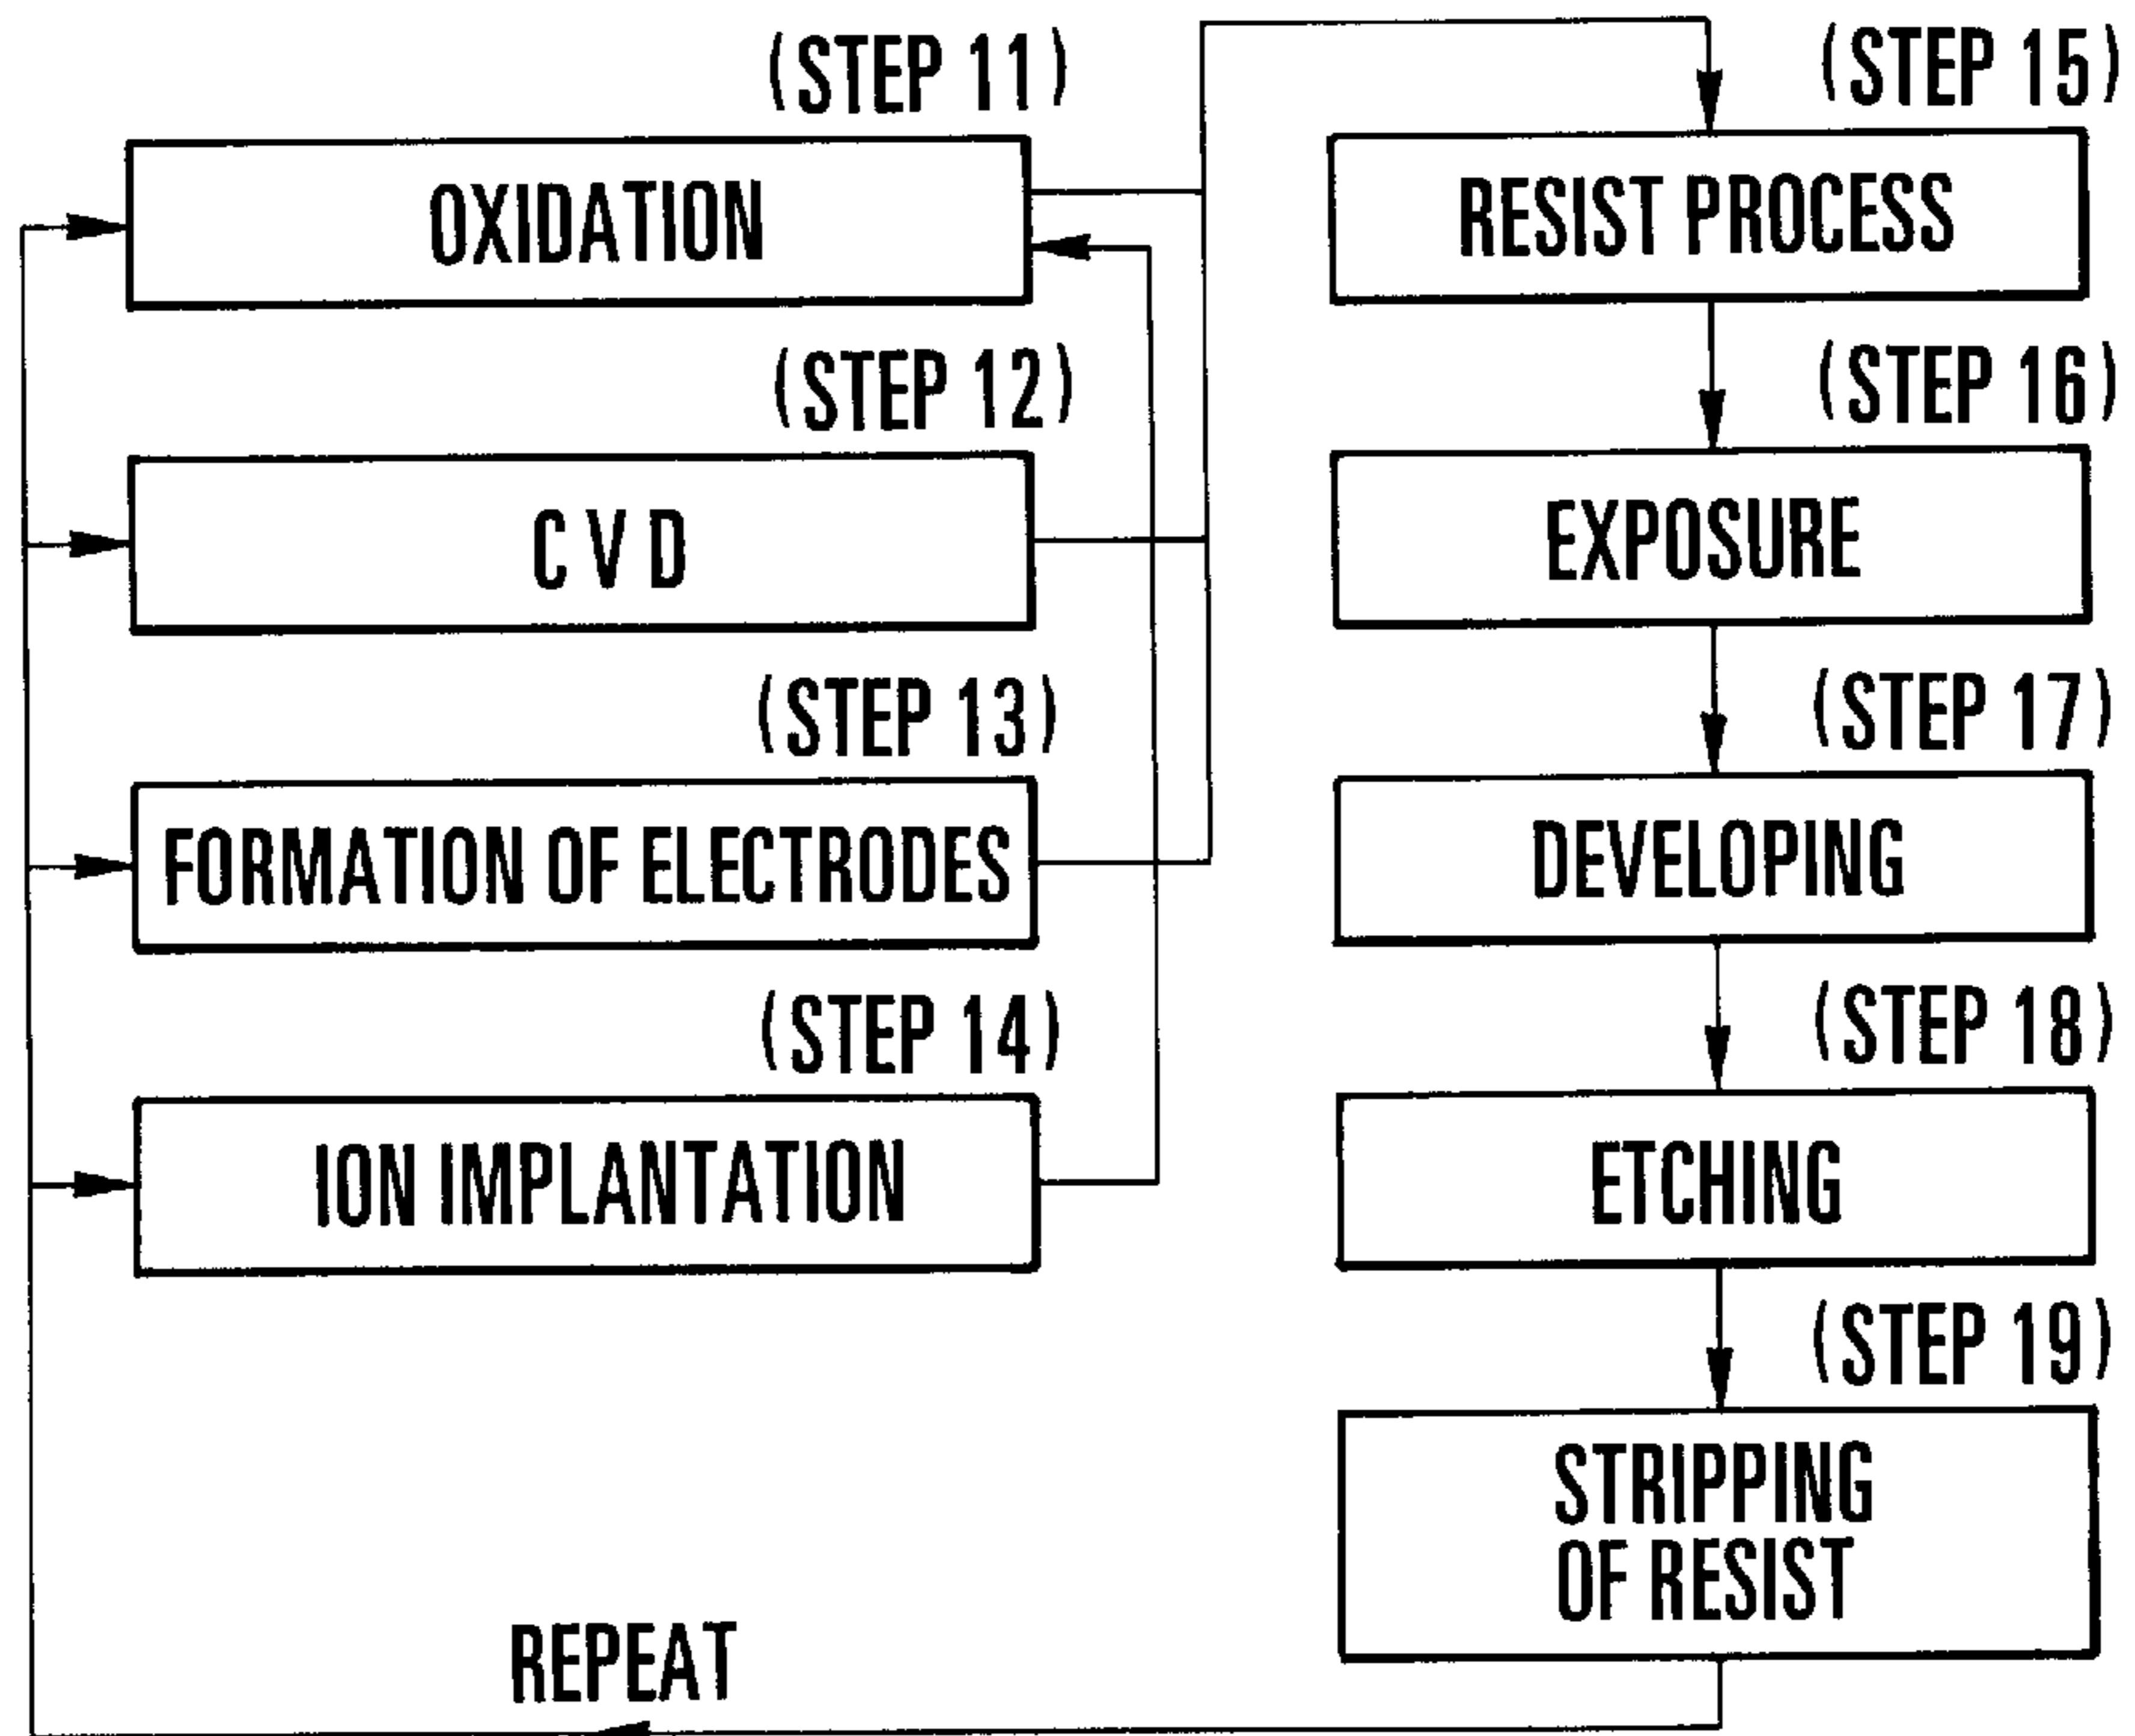 (STEP 11)
OXIDATION
(STEP 12)
CVD
(STEP 13)
FORMATION OF ELECTRODES
(STEP 14)
ION IMPLANTATION
(STEP 15)
RESIST PROCESS
(STEP 16)
EXPOSURE
(STEP 17)
DEVELOPING
(STEP 18)
ETCHING
(STEP 19)
STRIPPING
OF RESIST
REPEAT